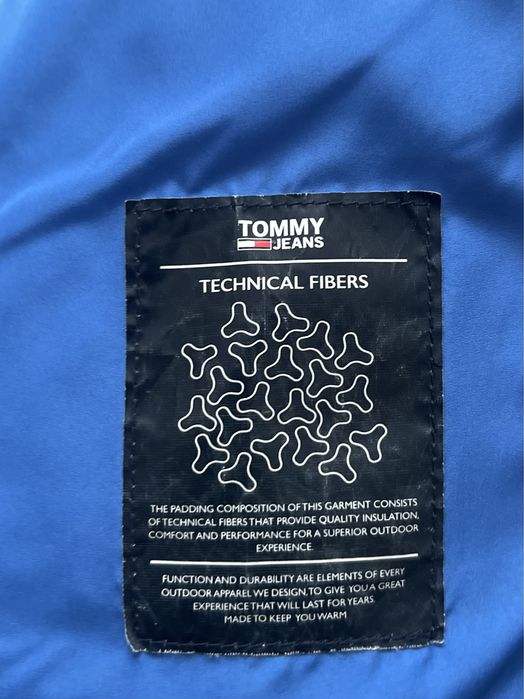 TOMMY
JEANS
TECHNICAL FIBERS
THE PADDING COMPOSITION OF THIS GARMENT CONSISTS
OF TECHNICAL FIBERS THAT PROVIDE QUALITY INSULATION,
COMFORT AND PERFORMANCE FOR A SUPERIOR OUTDOOR
EXPERIENCE
FUNCTION AND DURABILITY ARE ELEMENTS OF EVERY
OUTDOOR APPAREL WE DESIGN, TO GIVE YOU A GREAT
EXPERIENCE THAT WILL LAST FOR YEARS.
MADE TO KEEP YOU WARM